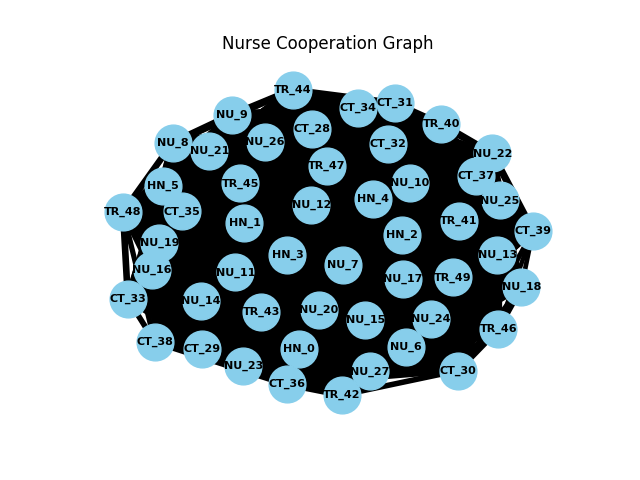 Nurse Cooperation Graph
TR_44
CT_34
CT_31
NU_9
TR_40
CT_28
NU_8
NU_26
CT_32
NU_21
NU_22
TR_47
CT_37
HN_5
TR_45
NU_10
HN_4
NU_25
NU_12
TR_48
CT_35
HN_1
TR_41
CT_39
HN_2
NU_19
HN_3
NU_13
NU_7
NU_16
NU_11
NU_17
TR_49
NU_18
CT_33
NU_14
TR_43
NU_20
NU_15
NU_24
TR_46
CT_38
CT_29
HN_0
NU_6
NU_23
NU_27
CT_30
CT_36
TR_42